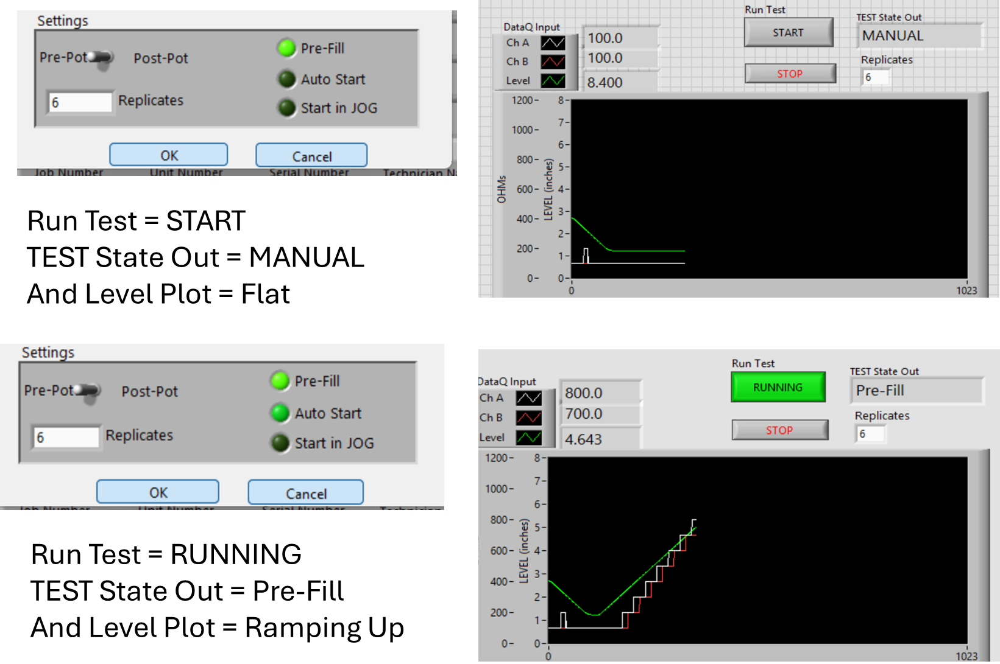 Settings
Pre-Pot Post-Pot
Pre-Fill
Auto Start
Start in JOG
6 Replicates
OK Cancel
Job Number Unit Number Serial Number Technician N
Run Test = START
TEST State Out = MANUAL
And Level Plot = Flat
Run Test
TEST State Out
DataQ Input
START
MANUAL
Ch A 100.0
Ch B 100.0
Level 8.400
Replicates
STOP
6
1200
1000
800
600
400
200
0
OHMs
8
7
6
5
4
3
2
1
0
LEVEL (inches)
0 1023
Settings
Pre-Pot Post-Pot
Pre-Fill
Auto Start
Start in JOG
6 Replicates
OK Cancel
Job Number Unit Number Serial Number Technician
Run Test = RUNNING
TEST State Out = Pre-Fill
And Level Plot = Ramping Up
Run Test
TEST State Out
DataQ Input
RUNNING
Pre-Fill
Ch A 800.0
Ch B 700.0
Level 4.643
Replicates
STOP
6
1200
1000
800
600
400
200
0
8
7
6
5
4
3
2
1
0
LEVEL (inches)
0 1023